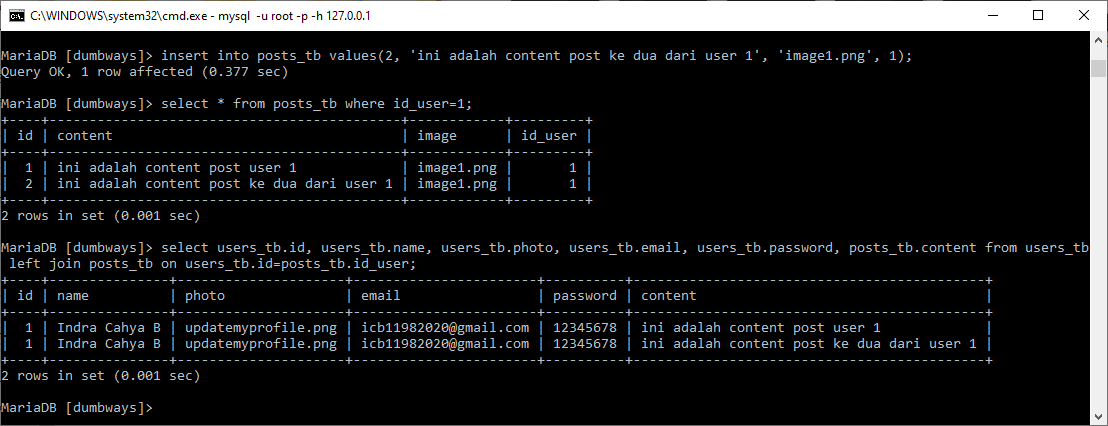 C:\WINDOWS\system32\cmd.exe - mysql  -u root -p -h 127.0.0.1
MariaDB [dumbways]> insert into posts_tb values(2, 'ini adalah content post ke dua dari user 1', 'image1.png', 1);
Query OK, 1 row affected (0.377 sec)
MariaDB [dumbways]> select * from posts_tb where id_user=1;
+----+--------------------------------------------+------------+---------+
| id | content                                    | image      | id_user |
+----+--------------------------------------------+------------+---------+
|  1 | ini adalah content post user 1             | image1.png |       1 |
|  2 | ini adalah content post ke dua dari user 1 | image1.png |       1 |
+----+--------------------------------------------+------------+---------+
2 rows in set (0.001 sec)
MariaDB [dumbways]> select users_tb.id, users_tb.name, users_tb.photo, users_tb.email, users_tb.password, posts_tb.content from users_tb
 left join posts_tb on users_tb.id=posts_tb.id_user;
+----+---------------+---------------------+-----------------------+----------+--------------------------------------------+
| id | name          | photo               | email                 | password | content                                    |
+----+---------------+---------------------+-----------------------+----------+--------------------------------------------+
|  1 | Indra Cahya B | updatemyprofile.png | icb11982020@gmail.com | 12345678 | ini adalah content post user 1             |
|  1 | Indra Cahya B | updatemyprofile.png | icb11982020@gmail.com | 12345678 | ini adalah content post ke dua dari user 1 |
+----+---------------+---------------------+-----------------------+----------+--------------------------------------------+
2 rows in set (0.001 sec)
MariaDB [dumbways]>